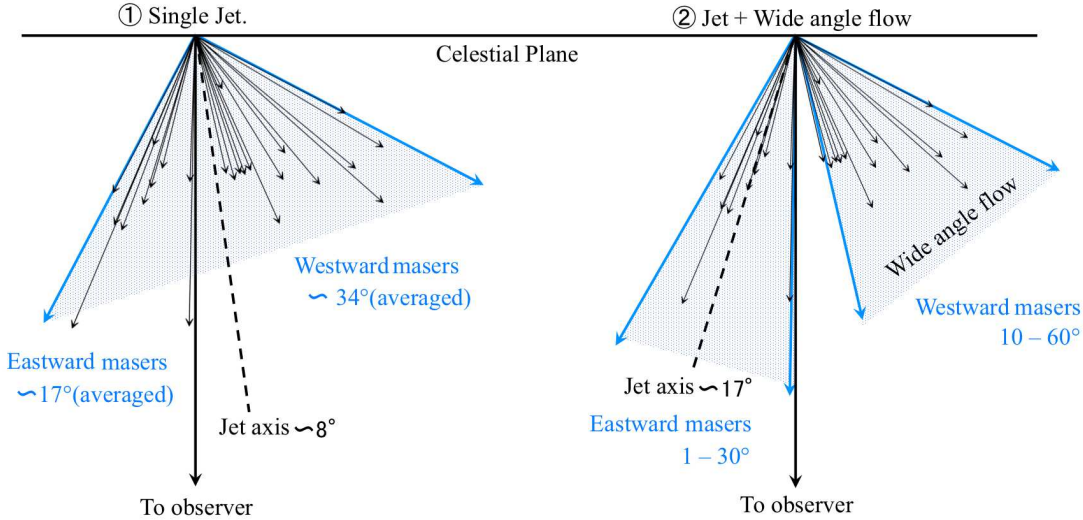 ① Single Jet.
② Jet + Wide angle flow
Celestial Plane
Westward masers
∽ 34°(averaged)
Eastward masers
∽17°(averaged)
Jet axis ∽8°
To observer
Wide angle flow
Westward masers
10 – 60°
Jet axis ∽17°
Eastward masers
1 – 30°
To observer